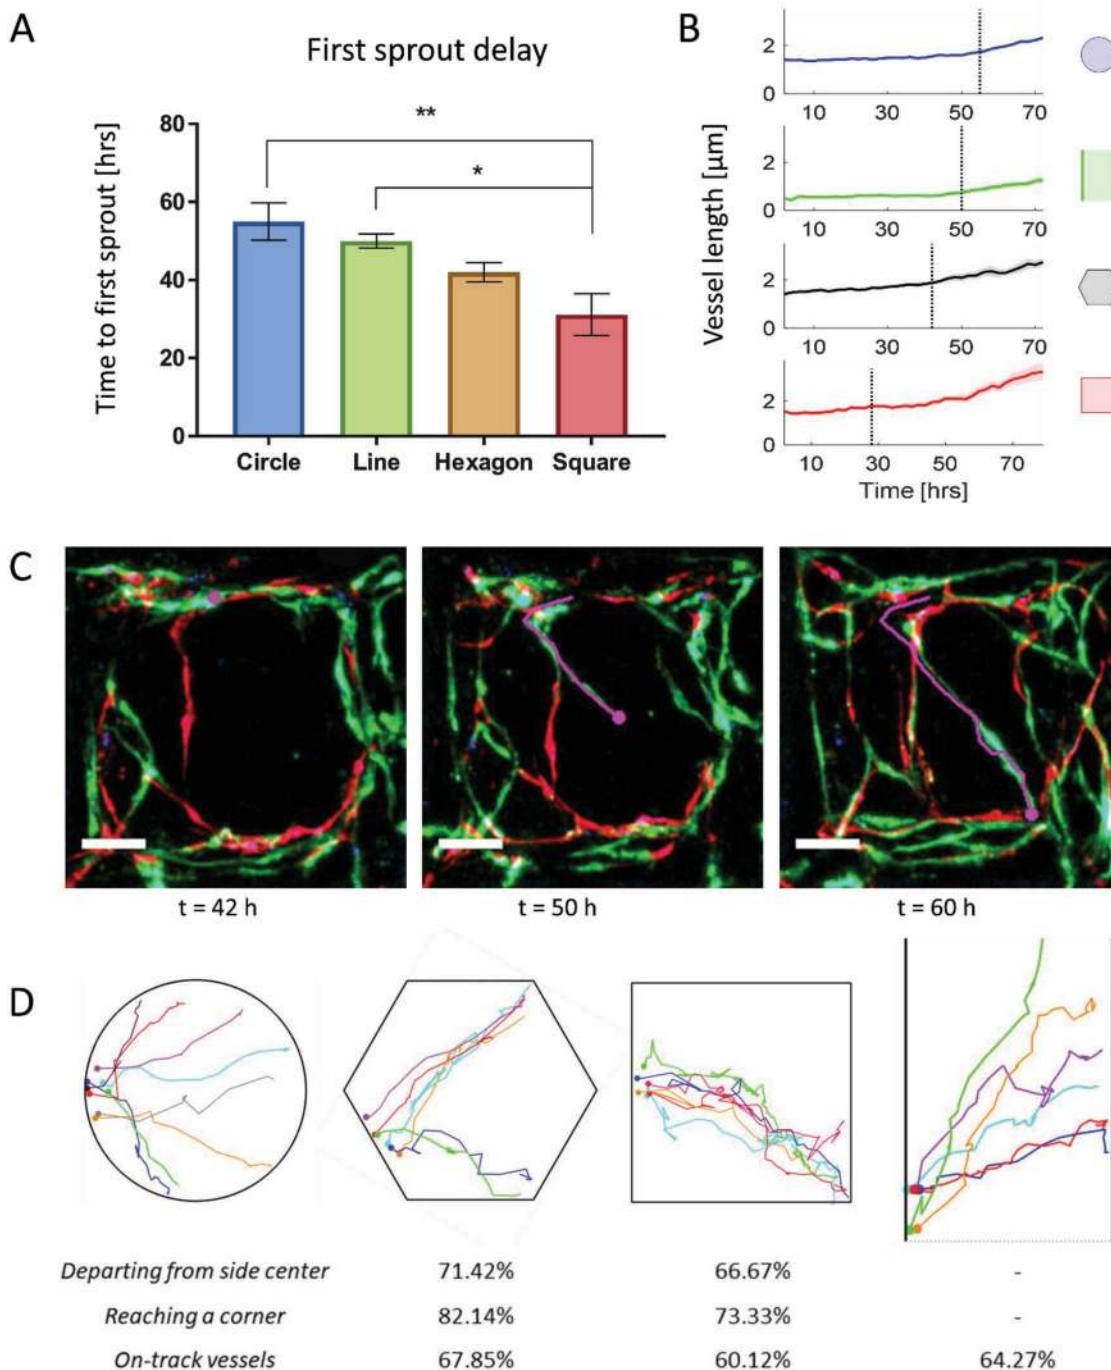 A
First sprout delay
Time to first sprout [hrs]
80
60
40
20
0
**
*
Circle Line Hexagon Square
B
Vessel length [µm]
2
0
10 30 50 70
2
0
10 30 50 70
2
0
10 30 50 70
2
0
10 30 50 70
Time [hrs]
C
t = 42 h t = 50 h t = 60 h
D
Departing from side center 71.42% 66.67% -
Reaching a corner 82.14% 73.33% -
On-track vessels 67.85% 60.12% 64.27%